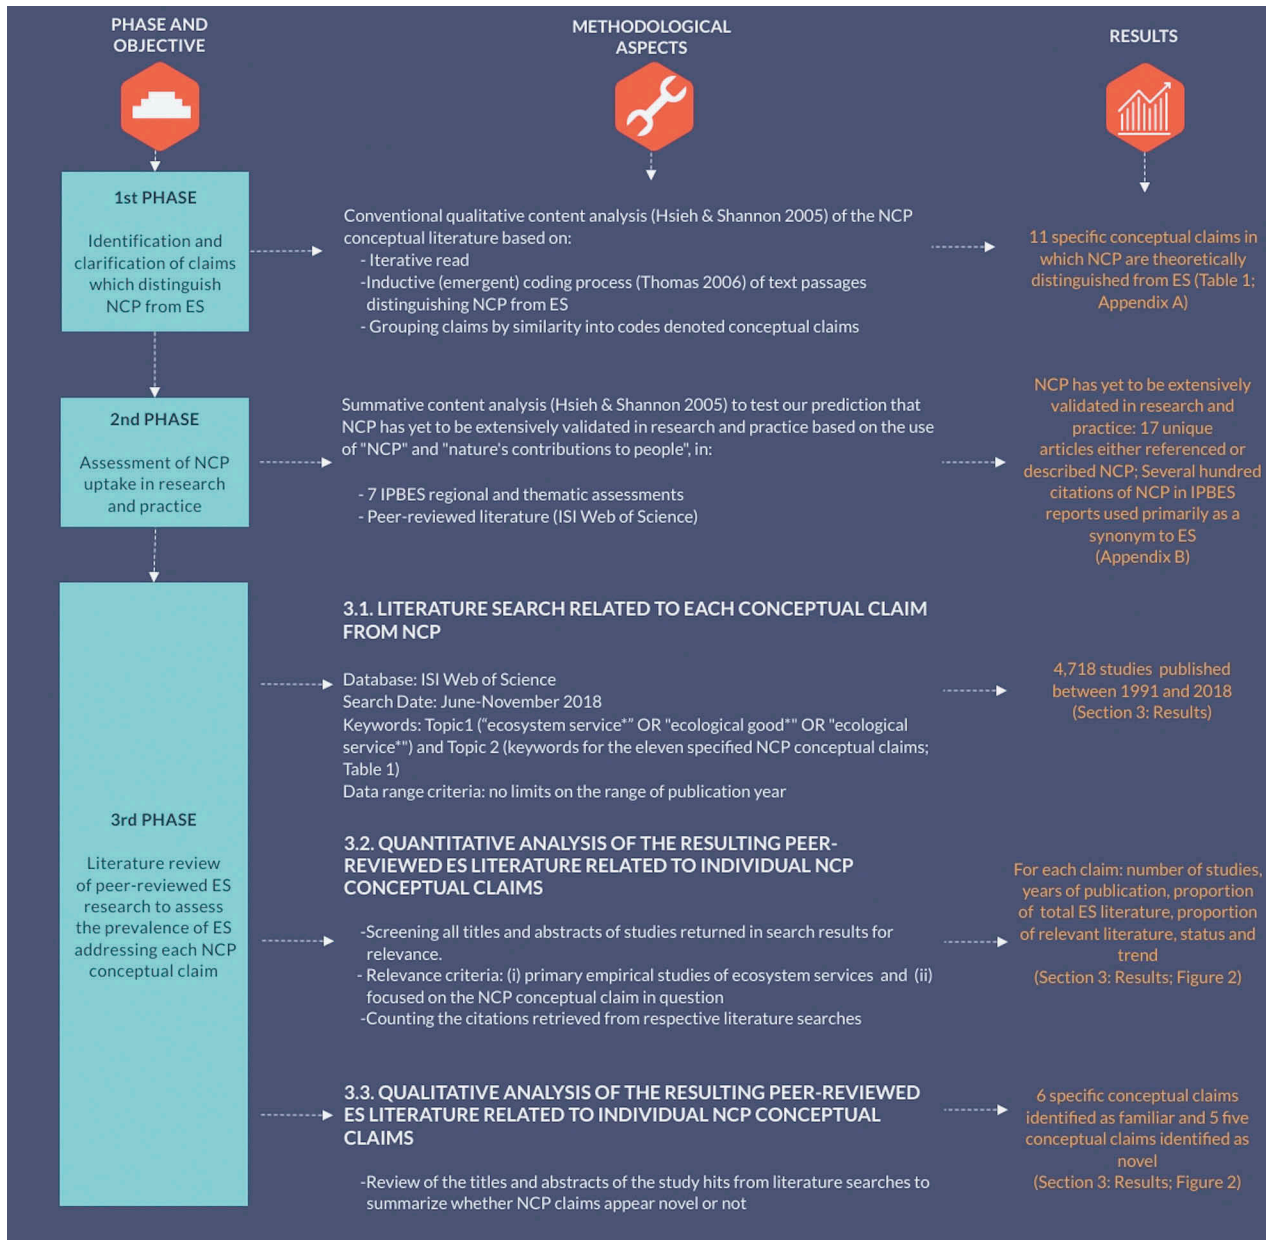 PHASE AND
OBJECTIVE
METHODOLOGICAL
ASPECTS
RESULTS
1st PHASE
Identification and
clarification of claims
which distinguish
NCP from ES
Conventional qualitative content analysis (Hsieh & Shannon 2005) of the NCP
conceptual literature based on:
- Iterative read
-Inductive (emergent) coding process (Thomas 2006) of text passages
distinguishing NCP from ES
- Grouping claims by similarity into codes denoted conceptual claims
11 specific conceptual claims in
which NCP are theoretically
distinguished from ES (Table 1;
Appendix A)
2nd PHASE
Assessment of NCP
uptake in research
and practice
Summative content analysis (Hsieh & Shannon 2005) to test our prediction that
NCP has yet to be extensively validated in research and practice based on the use
of "NCP" and "nature's contributions to people", in:
- 7 IPBES regional and thematic assessments
- Peer-reviewed literature (ISI Web of Science)
NCP has yet to be extensively
validated in research and
practice: 17 unique
articles either referenced or
described NCP; Several hundred
citations of NCP in IPBES
reports used primarily as a
synonym to ES
(Appendix B)
3rd PHASE
Literature review
of peer-reviewed ES
research to assess
the prevalence of ES
addressing each NCP
conceptual claim
3.1. LITERATURE SEARCH RELATED TO EACH CONCEPTUAL CLAIM
FROM NCP
Database: ISI Web of Science
Search Date: June-November 2018
Keywords: Topic1 (“ecosystem service*” OR "ecological good*" OR "ecological
service*") and Topic 2 (keywords for the eleven specified NCP conceptual claims;
Table 1)
Data range criteria: no limits on the range of publication year
4,718 studies published
between 1991 and 2018
(Section 3: Results)
3.2. QUANTITATIVE ANALYSIS OF THE RESULTING PEER-
REVIEWED ES LITERATURE RELATED TO INDIVIDUAL NCP
CONCEPTUAL CLAIMS
-Screening all titles and abstracts of studies returned in search results for
relevance.
- Relevance criteria: (i) primary empirical studies of ecosystem services and (ii)
focused on the NCP conceptual claim in question
-Counting the citations retrieved from respective literature searches
For each claim: number of studies,
years of publication, proportion
of total ES literature, proportion
of relevant literature, status and
trend
(Section 3: Results; Figure 2)
3.3. QUALITATIVE ANALYSIS OF THE RESULTING PEER-REVIEWED
ES LITERATURE RELATED TO INDIVIDUAL NCP CONCEPTUAL
CLAIMS
-Review of the titles and abstracts of the study hits from literature searches to
summarize whether NCP claims appear novel or not
6 specific conceptual claims
identified as familiar and 5 five
conceptual claims identified as
novel
(Section 3: Results; Figure 2)